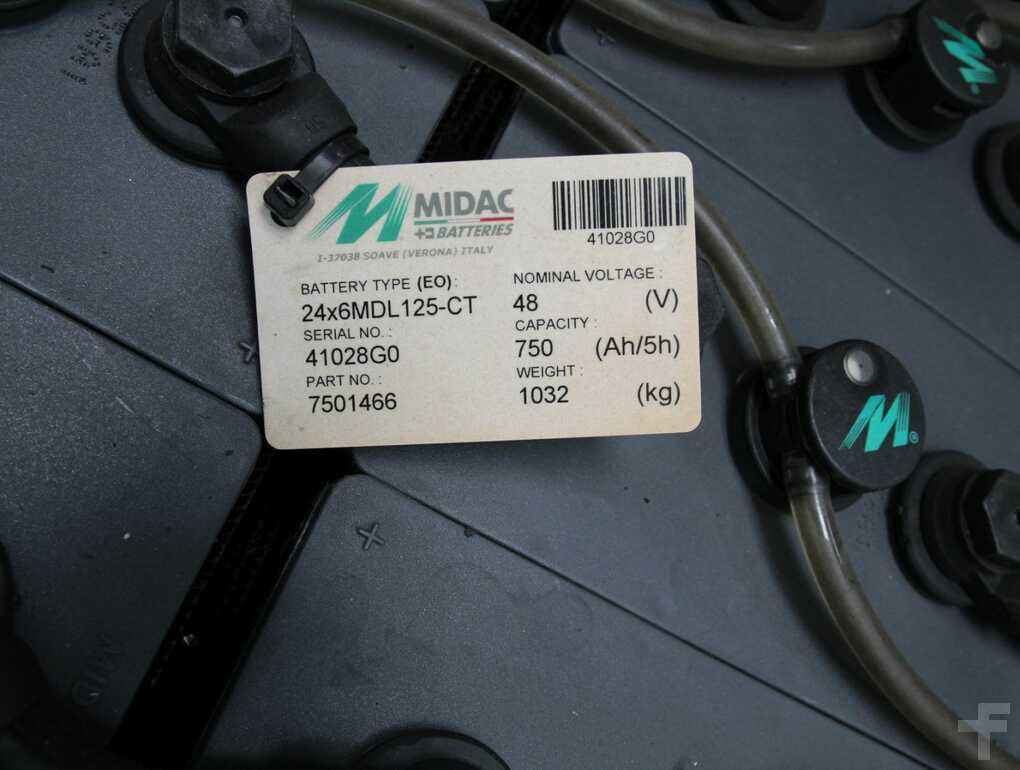 MIDAC
BATTERIES
I-37038 SOAVE (VERONA) ITALY
41028G0
BATTERY TYPE (EO) :
24x6MDL125-CT
SERIAL NO. :
41028G0
PART NO. :
7501466
NOMINAL VOLTAGE :
48 (V)
CAPACITY :
750 (Ah/5h)
WEIGHT :
1032 (kg)